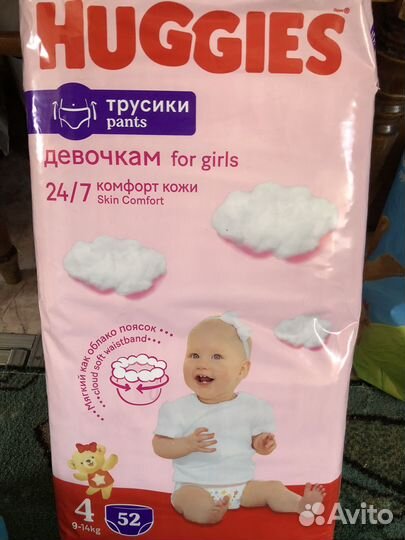 HUGGIES
трусики
pants
девочкам for girls
24/7 комфорт кожи
Skin Comfort
Мягкий как облако поясок
cloud soft waistband
4
9-14kg
52
Avito